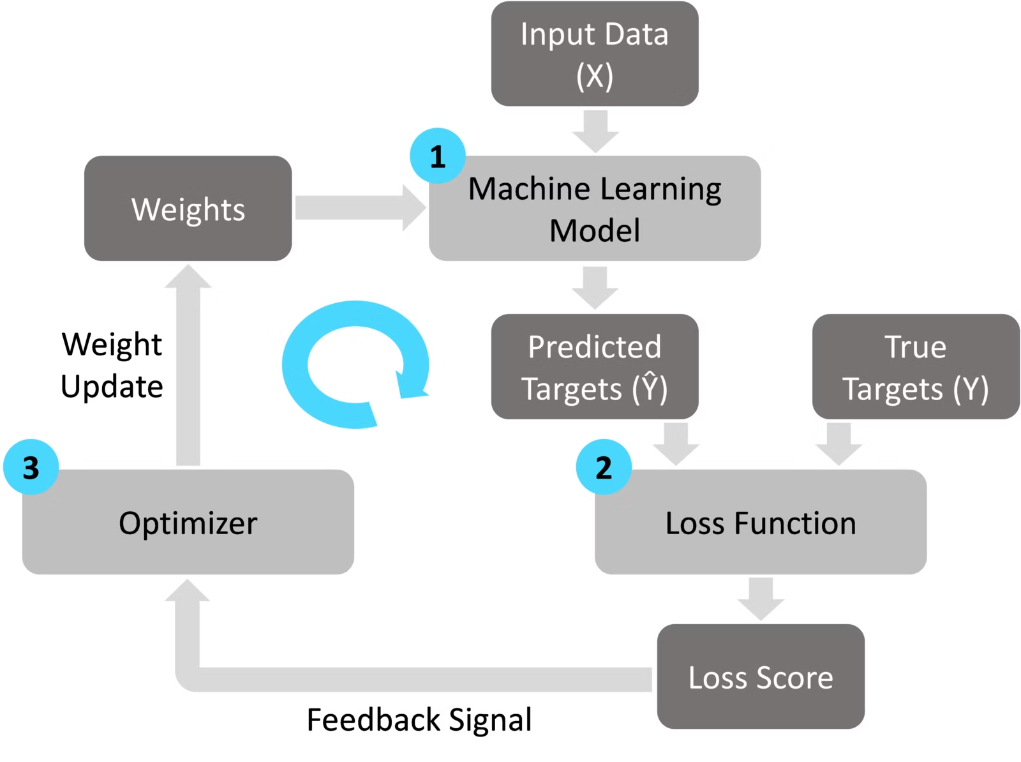 Input Data
(X)
1
Machine Learning
Model
Weights
Predicted
Targets (Ŷ)
True
Targets (Y)
Weight
Update
3
Optimizer
2
Loss Function
Loss Score
Feedback Signal